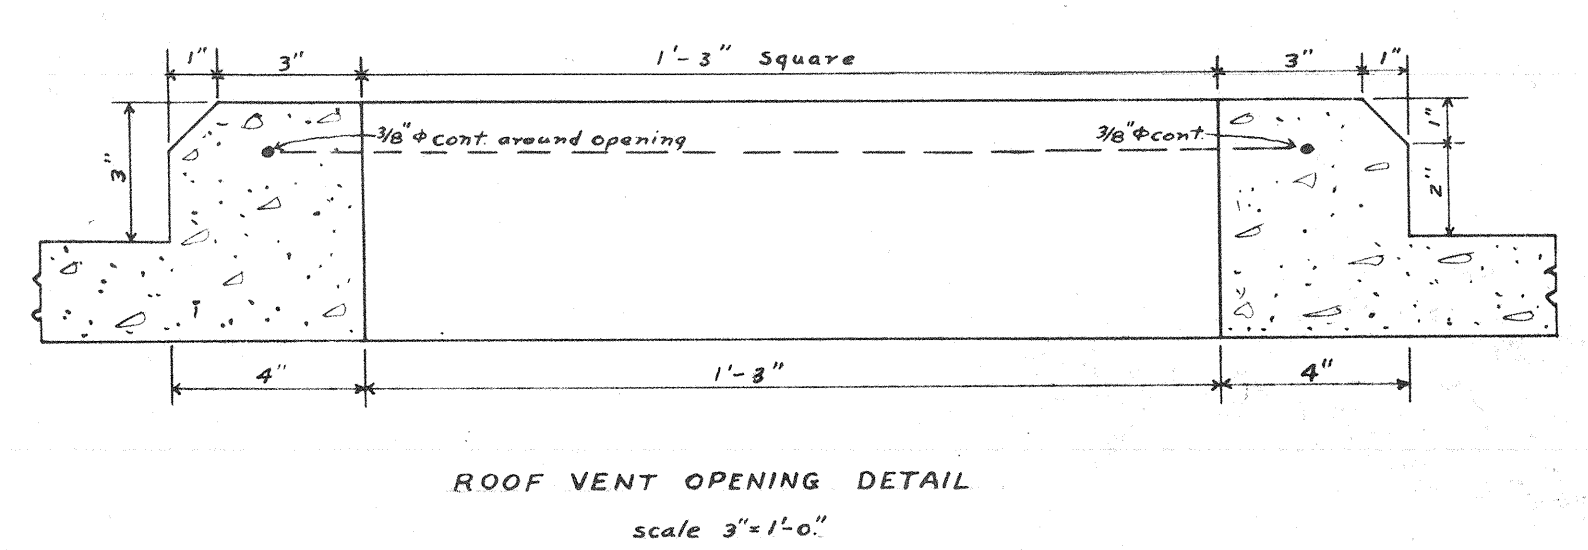 1" 3" 1'-3" Square 3" 1"
3/8"ϕ cont. around opening 3/8"ϕ cont.
3" 1"
2"
4" 1'-3" 4"
ROOF VENT OPENING DETAIL
scale 3"=1'-0."